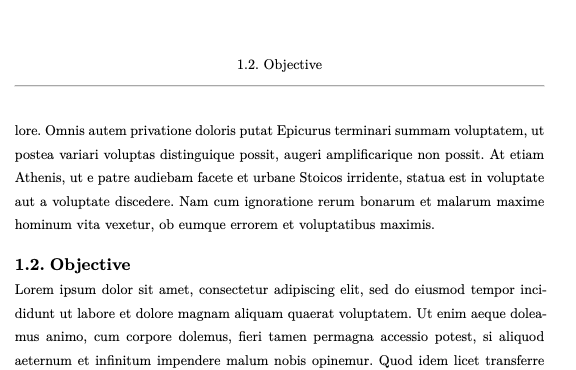 1.2. Objective
lore. Omnis autem privatione doloris putat Epicurus terminari summam voluptatem, ut
postea variari voluptas distinguique possit, augeri amplificarique non possit. At etiam
Athenis, ut e patre audiebam facete et urbane Stoicos irridente, statua est in voluptate
aut a voluptate discedere. Nam cum ignoratione rerum bonarum et malarum maxime
hominum vita vexetur, ob eumque errorem et voluptatibus maximis.
1.2. Objective
Lorem ipsum dolor sit amet, consectetur adipiscing elit, sed do eiusmod tempor inci-
didunt ut labore et dolore magnam aliquam quaerat voluptatem. Ut enim aeque dolea-
mus animo, cum corpore dolemus, fieri tamen permagna accessio potest, si aliquod
aeternum et infinitum impendere malum nobis opinemur. Quod idem licet transferre